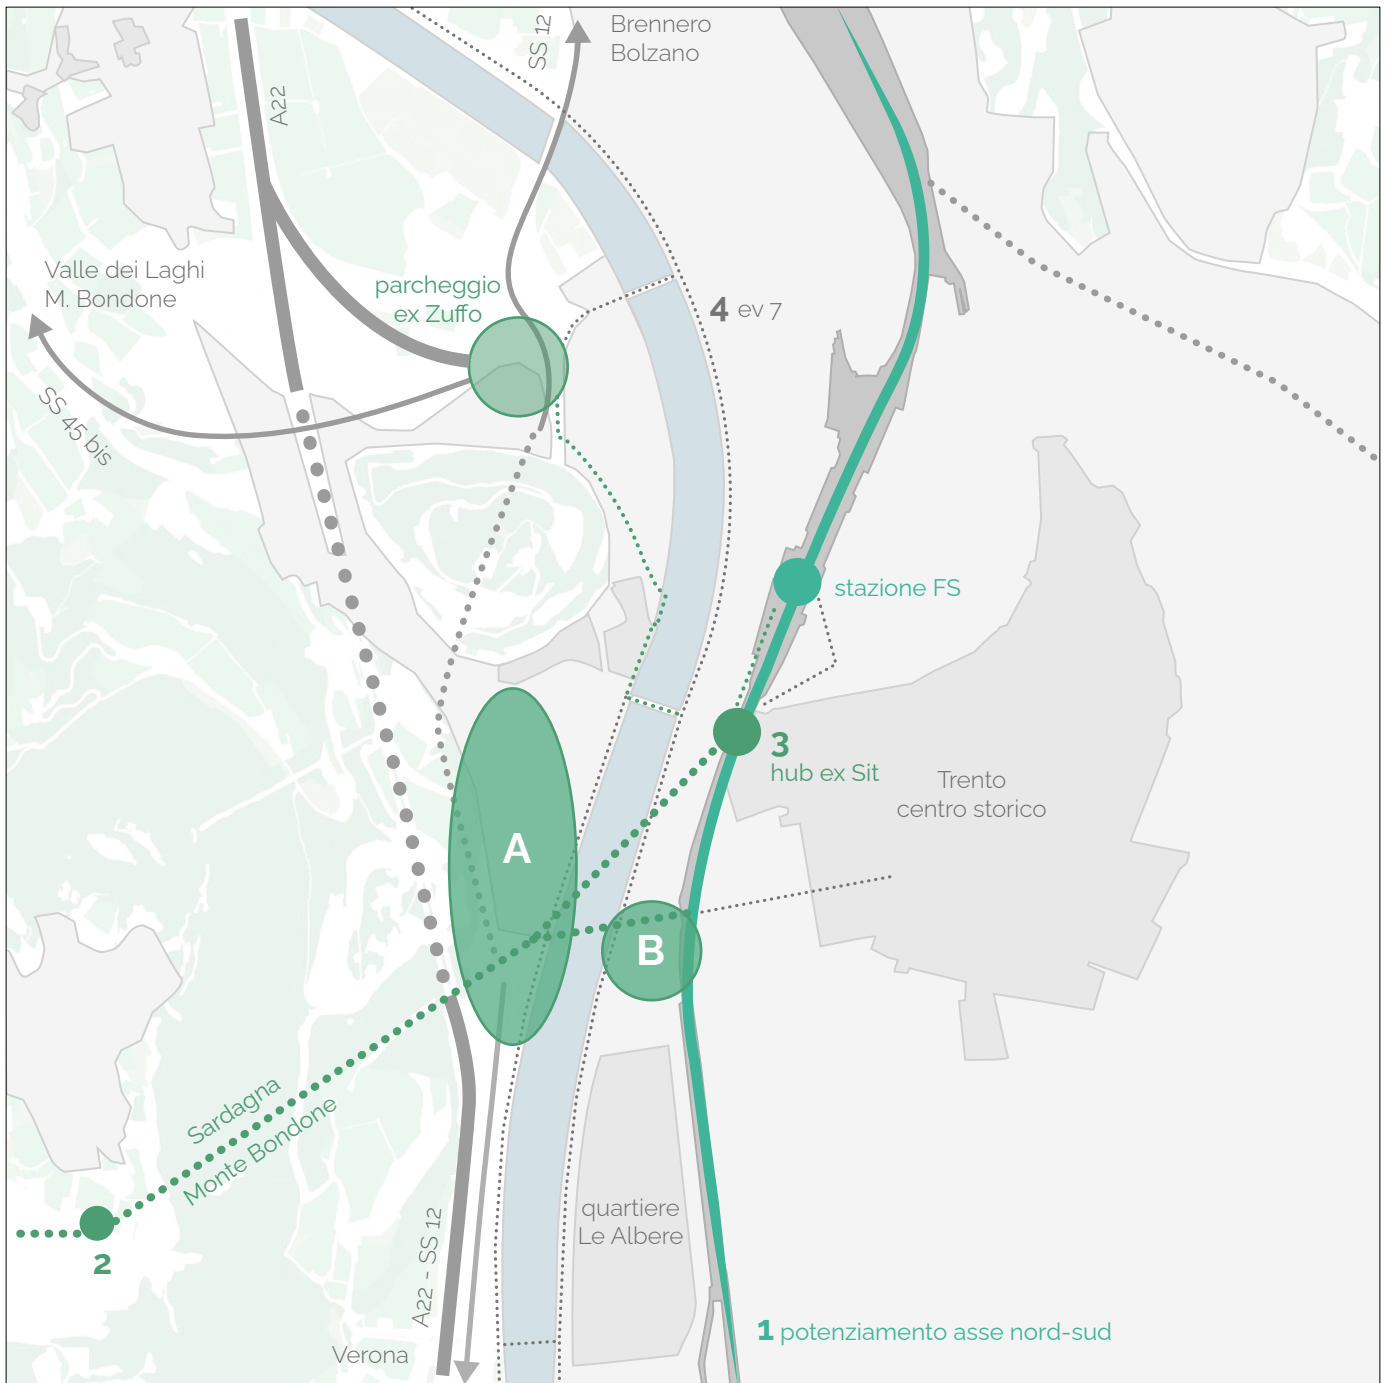 SS 12
Brennero
Bolzano
A22
Valle dei Laghi
M. Bondone
parcheggio
ex Zuffo
4 ev 7
SS 45 bis
stazione FS
3
hub ex Sit
Trento
centro storico
A
B
Sardagna
Monte Bondone
2
A22 - SS 12
quartiere
Le Albere
Verona
1 potenziamento asse nord-sud